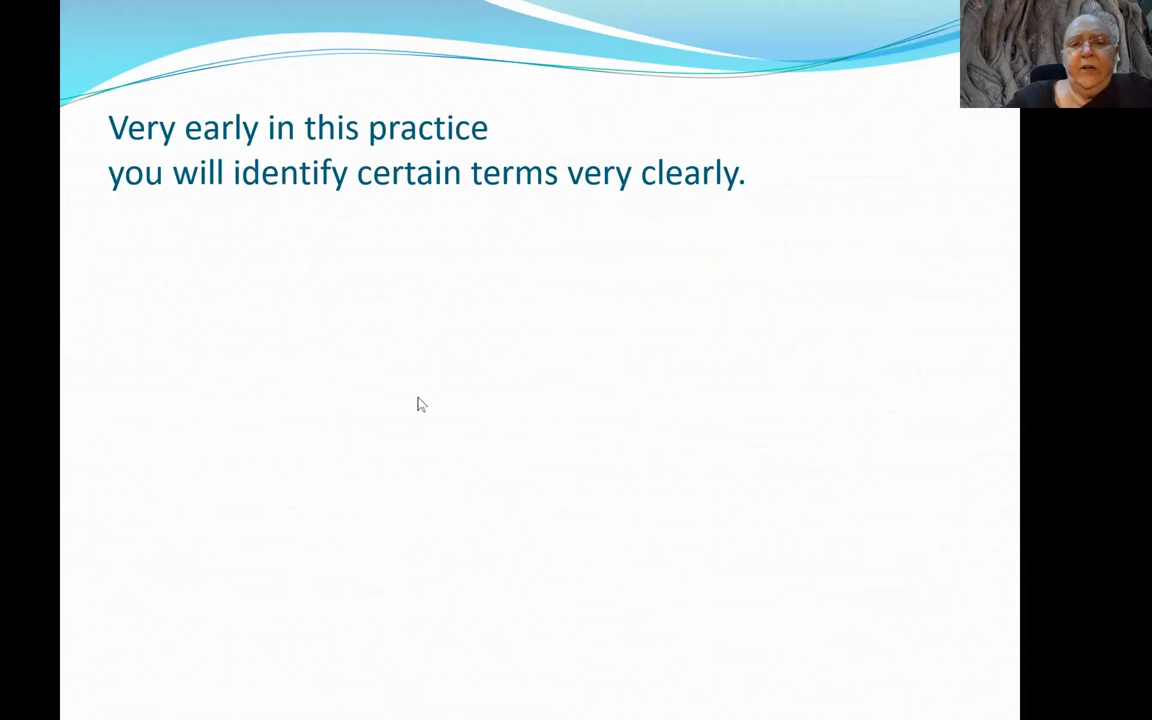 Very early in this practice
you will identify certain terms very clearly.